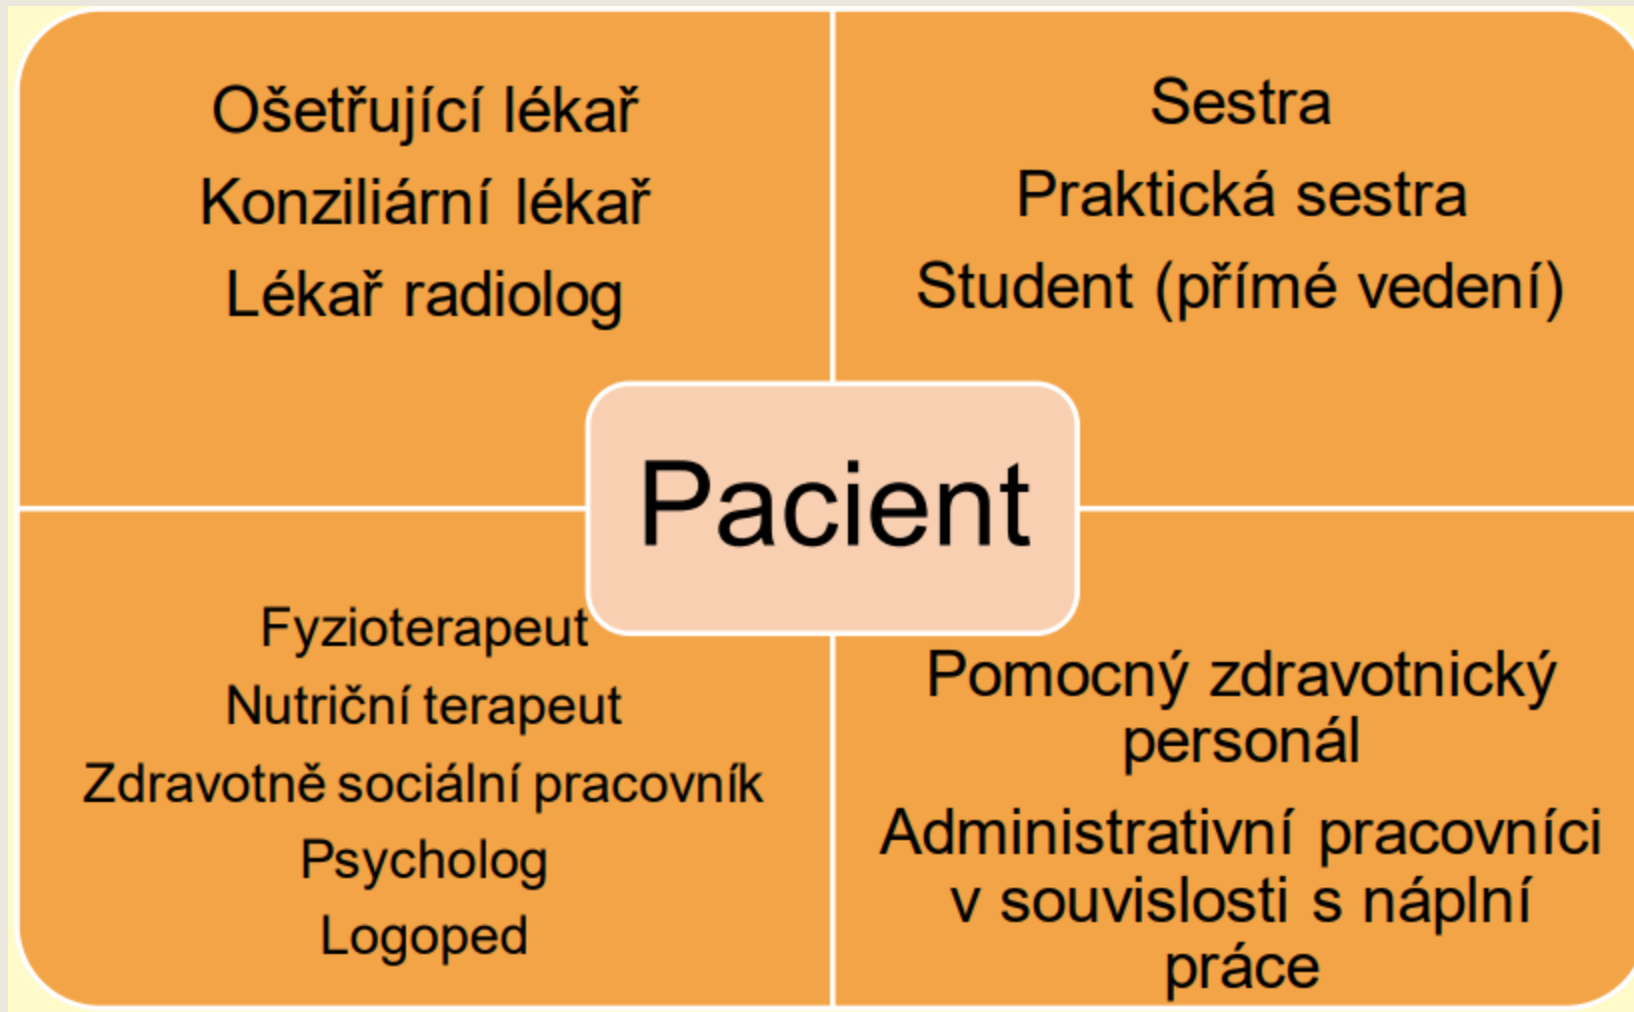 Ošetřující lékař
Konziliární lékař
Lékař radiolog
Sestra
Praktická sestra
Student (přímé vedení)
Pacient
Fyzioterapeut
Nutriční terapeut
Zdravotně sociální pracovník
Psycholog
Logoped
Pomocný zdravotnický
personál
Administrativní pracovníci
v souvislosti s náplní
práce